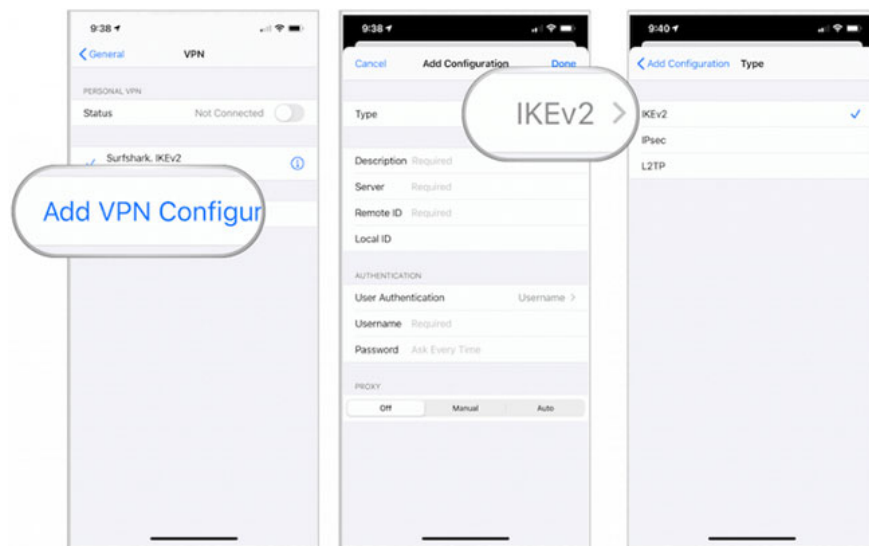 9:38
General
VPN
PERSONAL VPN
Status
Not Connected
Surfshark. IKEv2
Add VPN Configur
9:38
Cancel
Add Configuration
Done
Type
IKEv2
Description Required
Server Required
Remote ID Required
Local ID
AUTHENTICATION
User Authentication
Username
Username Required
Password Ask Every Time
PROXY
Off
Manual
Auto
9:40
Add Configuration
Type
IKEv2
IPsec
L2TP